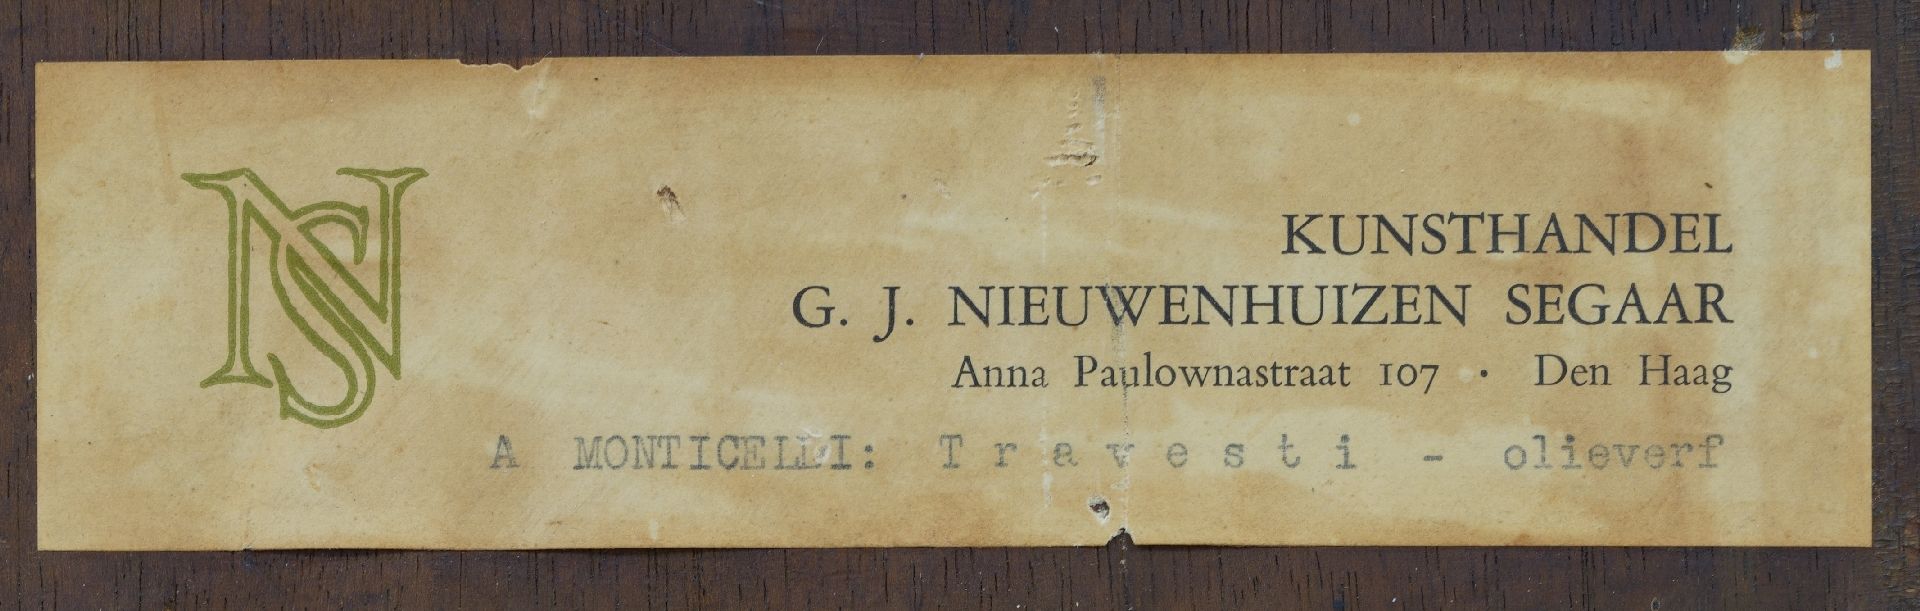 NS
KUNSTHANDEL
G. J. NIEUWENHUIZEN SEGAAR
Anna Paulownastraat 107 · Den Haag
A MONTICELLI: Travesti - olieverf